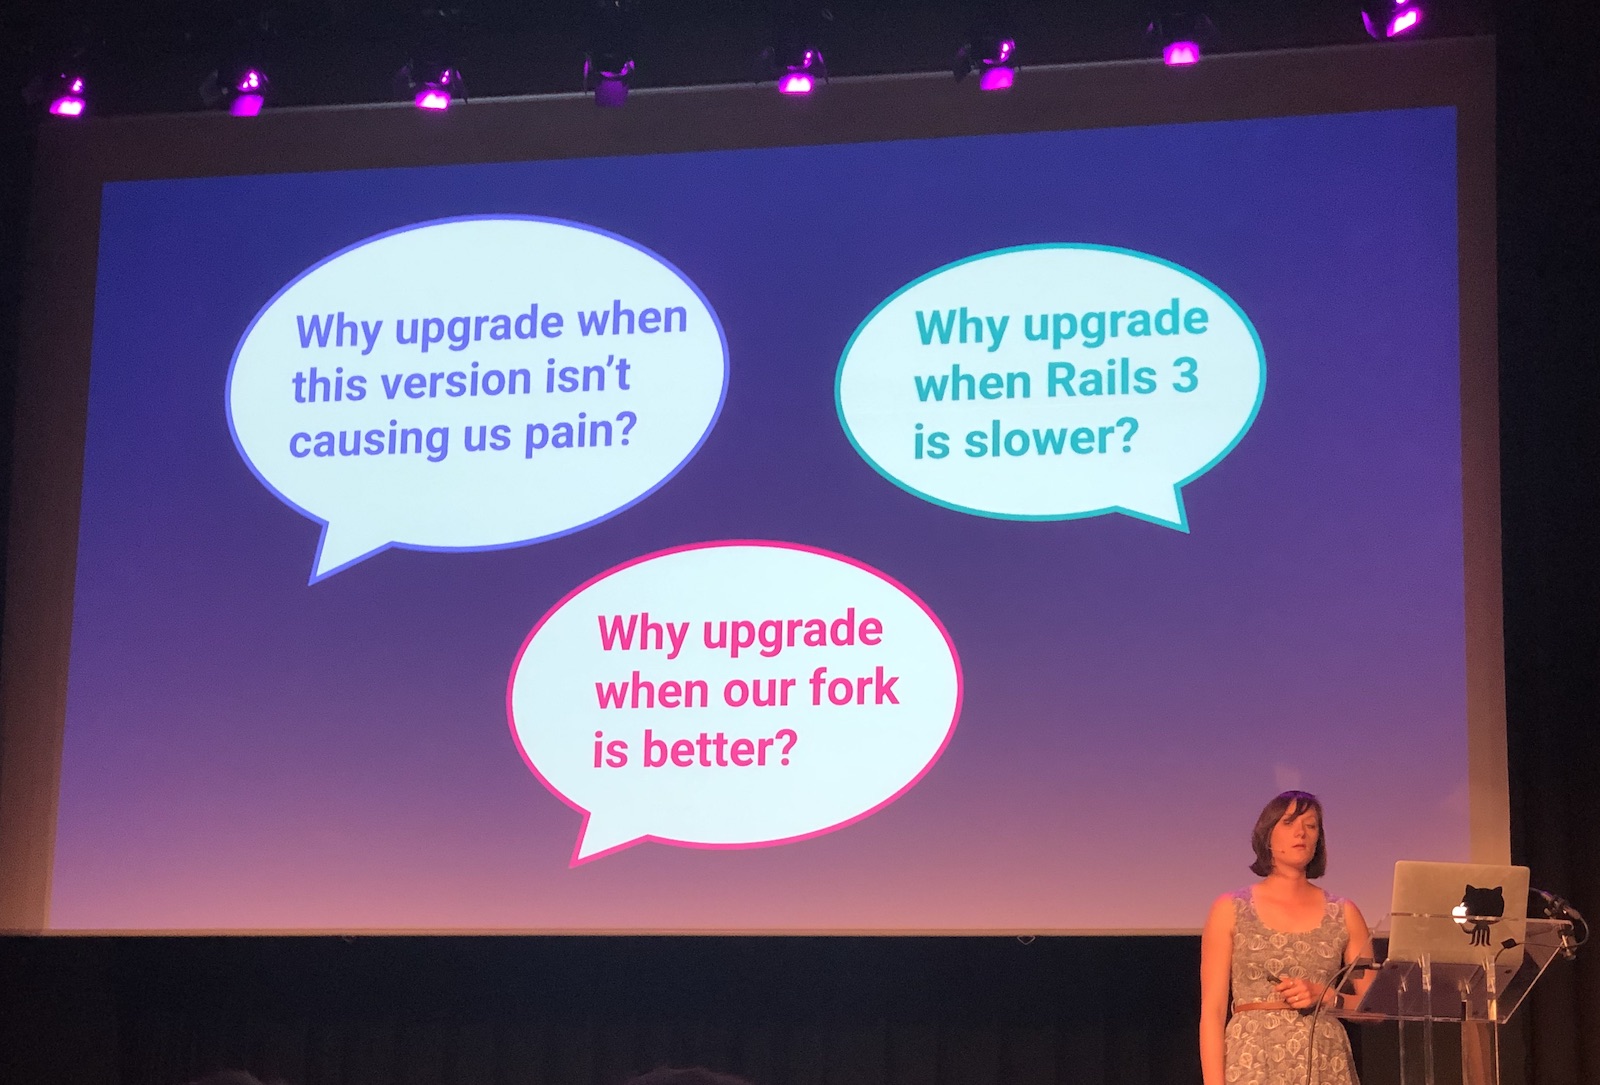 Why upgrade when
this version isn’t
causing us pain?
Why upgrade
when Rails 3
is slower?
Why upgrade
when our fork
is better?